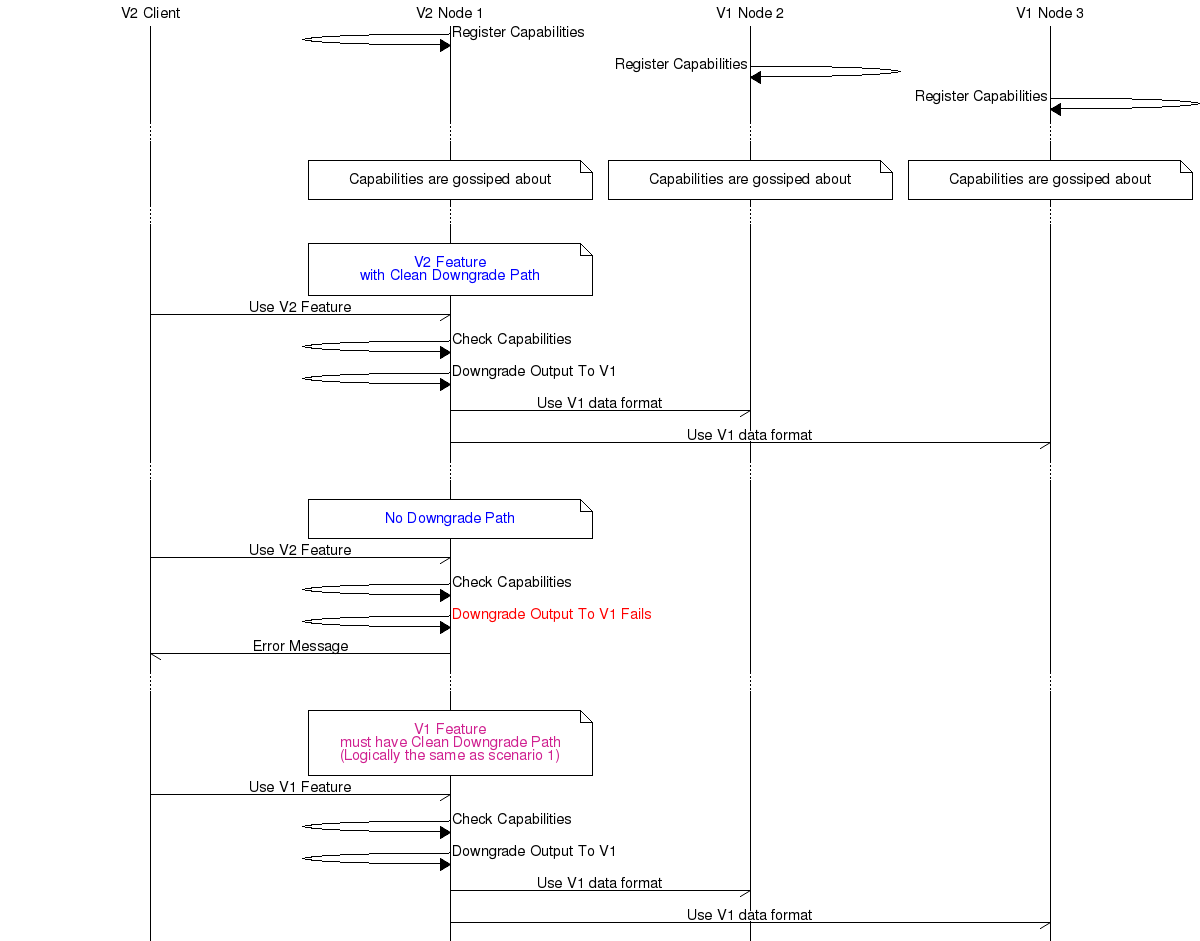 V2 Client
V2 Node 1
V1 Node 2
V1 Node 3
Register Capabilities
Register Capabilities
Register Capabilities
Capabilities are gossiped about
Capabilities are gossiped about
Capabilities are gossiped about
V2 Feature
with Clean Downgrade Path
Use V2 Feature
Check Capabilities
Downgrade Output To V1
Use V1 data format
Use V1 data format
No Downgrade Path
Use V2 Feature
Check Capabilities
Downgrade Output To V1 Fails
Error Message
V1 Feature
must have Clean Downgrade Path
(Logically the same as scenario 1)
Use V1 Feature
Check Capabilities
Downgrade Output To V1
Use V1 data format
Use V1 data format